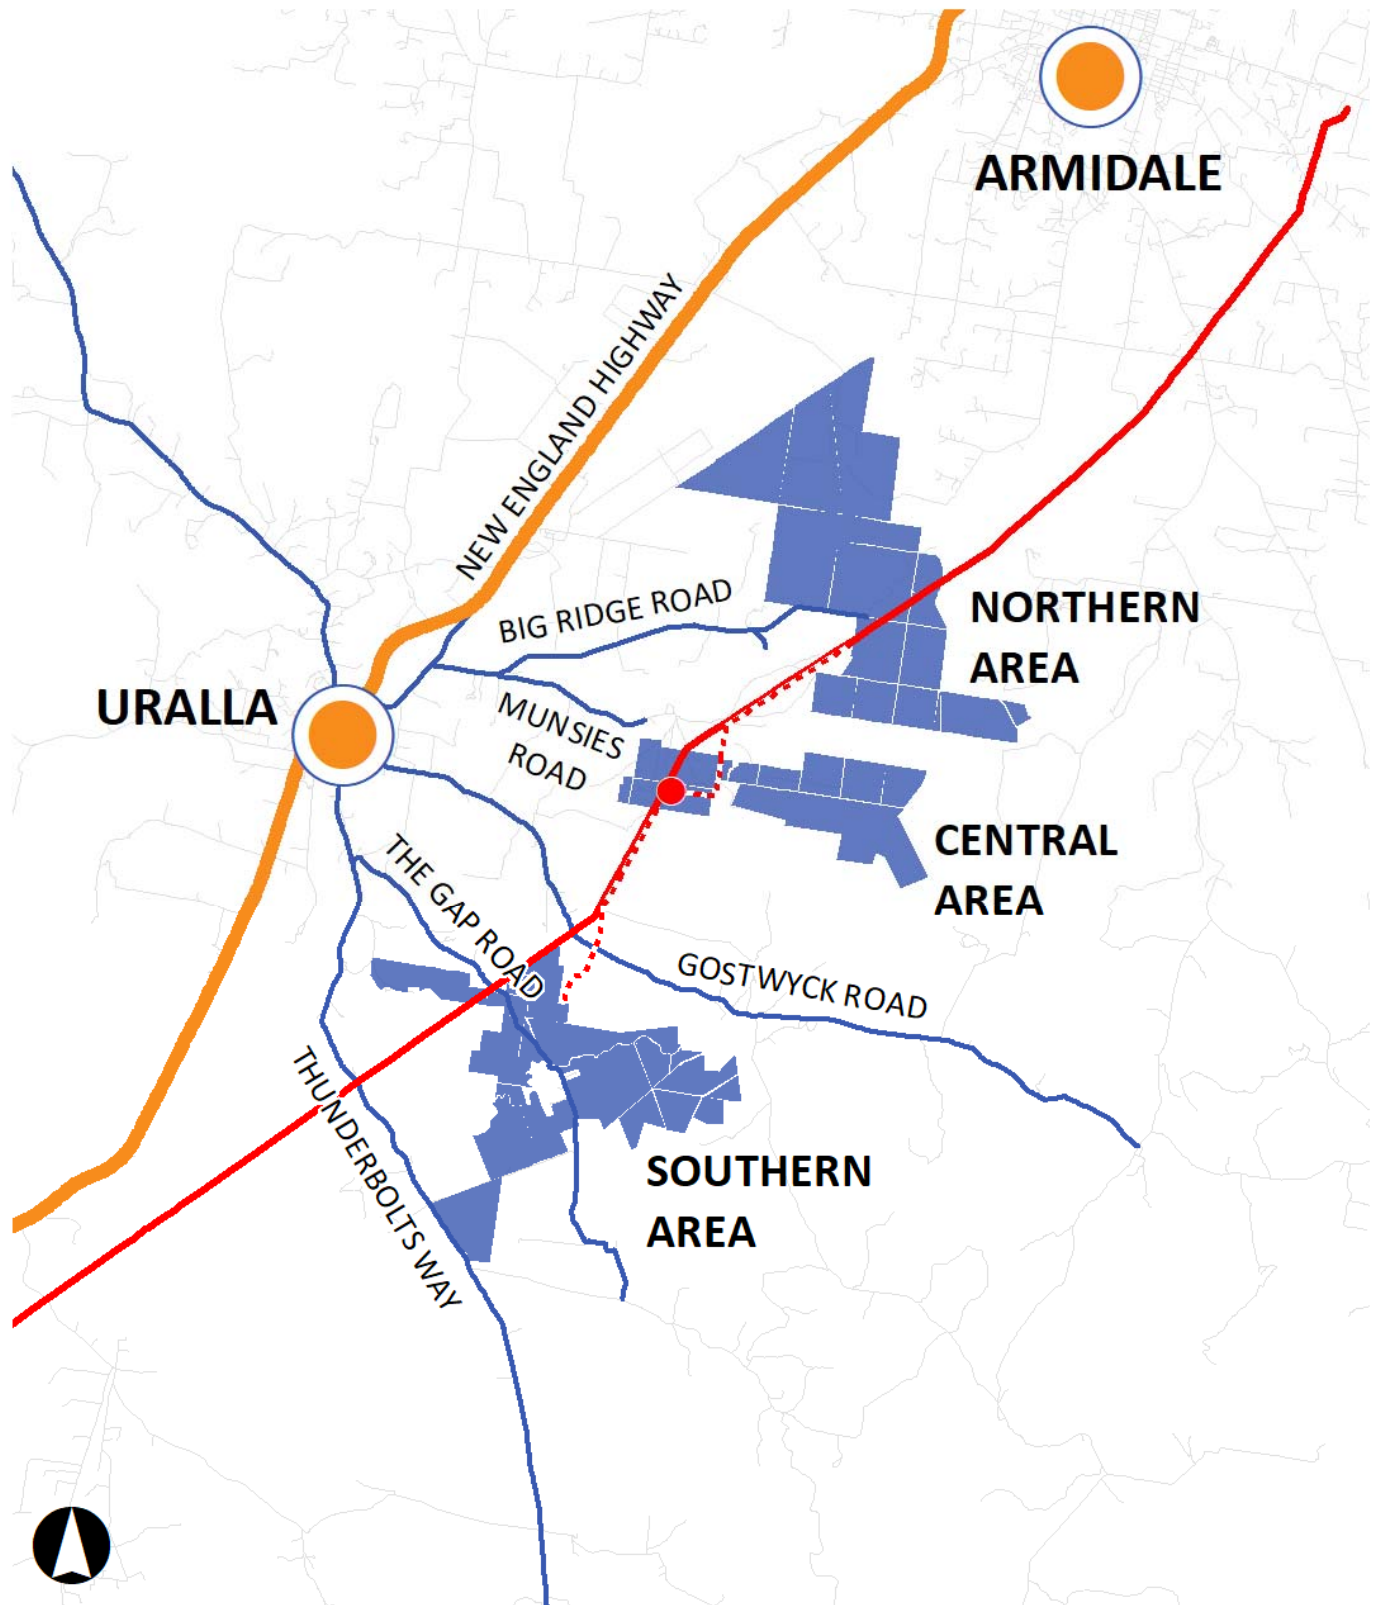 ARMIDALE
NEW ENGLAND HIGHWAY
BIG RIDGE ROAD
NORTHERN
AREA
URALLA
MUNSIES
ROAD
CENTRAL
AREA
THE GAP ROAD
GOSTWYCK ROAD
THUNDERBOLTS WAY
SOUTHERN
AREA